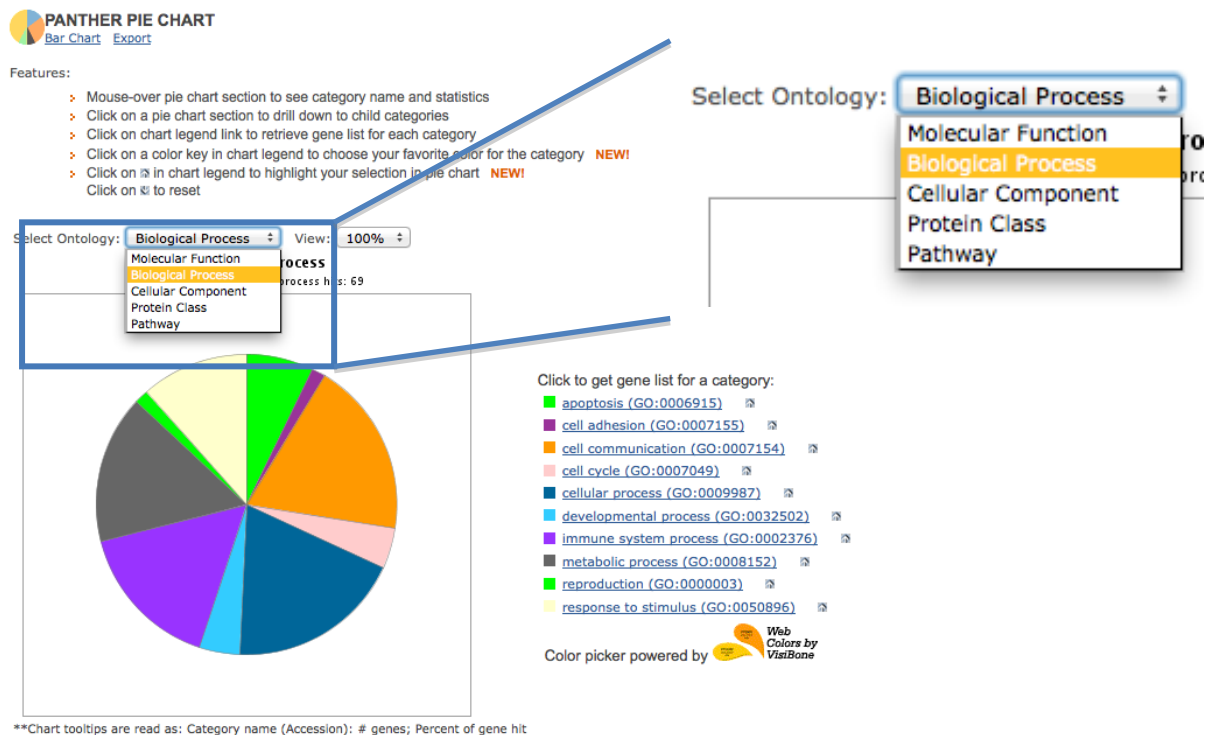 PANTHER PIE CHART
Bar Chart Export
Features:
Mouse-over pie chart section to see category name and statistics
Click on a pie chart section to drill down to child categories
Click on chart legend link to retrieve gene list for each category
Click on a color key in chart legend to choose your favorite color for the category NEW!
Click on in chart legend to highlight your selection in pie chart NEW!
Click on to reset
Select Ontology: Biological Process View: 100%
Molecular Function
Biological Process
Cellular Component
Protein Class
Pathway
rocess
process hits: 69
Select Ontology: Biological Process
Molecular Function
Biological Process
Cellular Component
Protein Class
Pathway
ro
pro
Click to get gene list for a category:
apoptosis (GO:0006915)
cell adhesion (GO:0007155)
cell communication (GO:0007154)
cell cycle (GO:0007049)
cellular process (GO:0009987)
developmental process (GO:0032502)
immune system process (GO:0002376)
metabolic process (GO:0008152)
reproduction (GO:0000003)
response to stimulus (GO:0050896)
Color picker powered by
Web
Colors by
VisiBone
**Chart tooltips are read as: Category name (Accession): # genes; Percent of gene hit